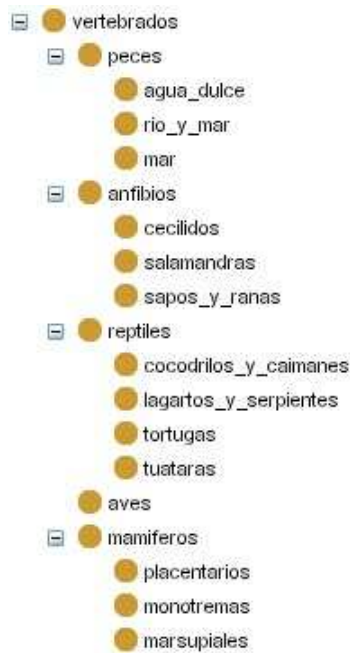 vertebrados
peces
agua_dulce
rio_y_mar
mar
anfibios
cecilidos
salamandras
sapos_y_ranas
reptiles
cocodrilos_y_caimanes
lagartos_y_serpientes
tortugas
tuataras
aves
mamiferos
placentarios
monotremas
marsupiales